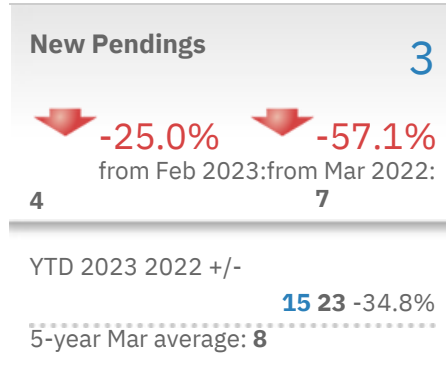 New Pendings 3
-25.0% -57.1%
from Feb 2023:from Mar 2022:
4 7
YTD 2023 2022 +/-
15 23 -34.8%
5-year Mar average: 8